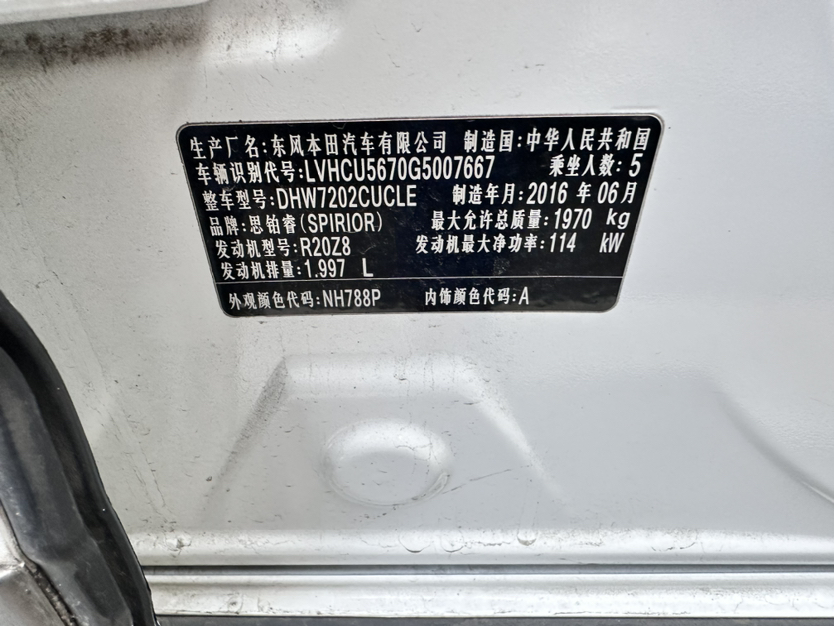 生产厂名:东风本田汽车有限公司 制造国:中华人民共和国
车辆识别代号:LVHCU5670G5007667 乘坐人数:5
整车型号:DHW7202CUCLE 制造年月:2016 年 06月
品牌:思铂睿(SPIRIOR) 最大允许总质量:1970 kg
发动机型号:R20Z8 发动机最大净功率:114 kW
发动机排量:1.997 L
外观颜色代码:NH788P 内饰颜色代码:A